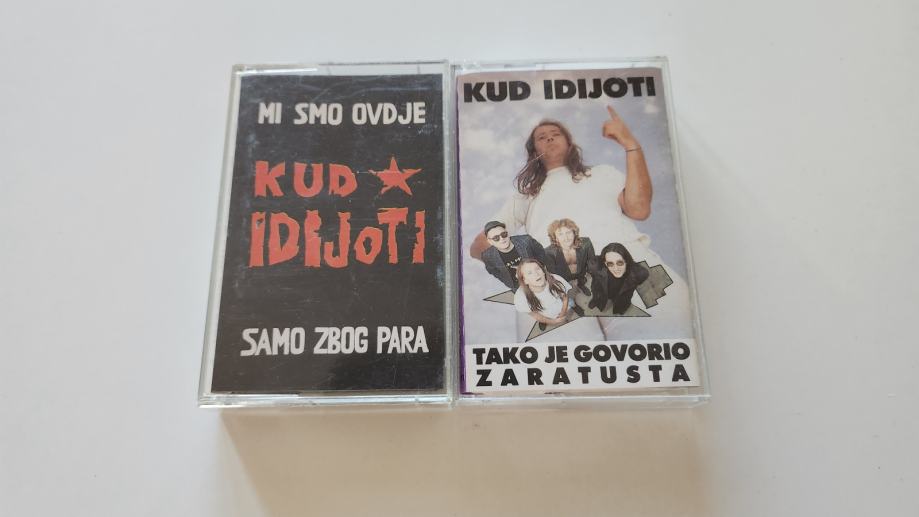 MI SMO OVDJE
KUD
IDIJOTI
SAMO ZBOG PARA
KUD IDIJOTI
TAKO JE GOVORIO
ZARATUSTA